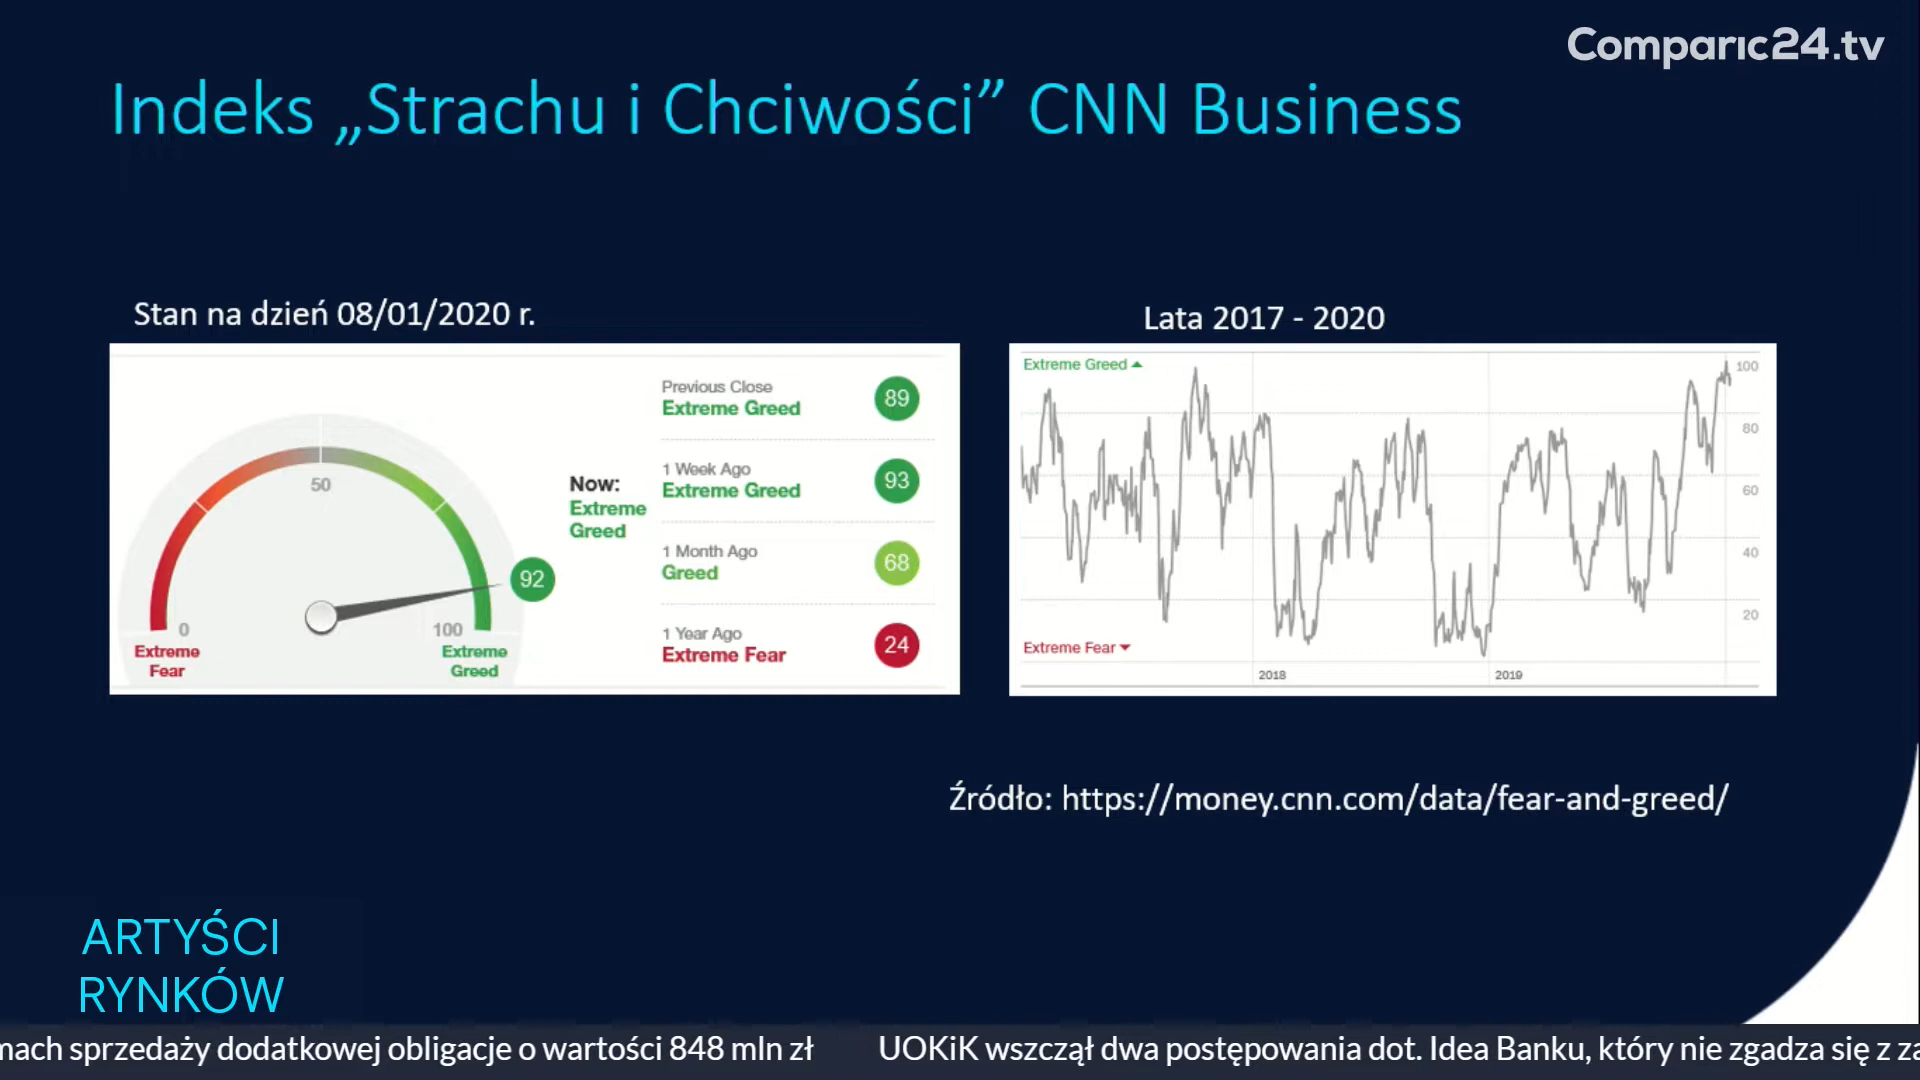 Comparic24.tv
Indeks „Strachu i Chciwości” CNN Business
Stan na dzień 08/01/2020 r.
Previous Close
Extreme Greed
89
1 Week Ago
Extreme Greed
93
1 Month Ago
Greed
68
1 Year Ago
Extreme Fear
24
Now:
Extreme
Greed
92
50
0
100
Extreme
Fear
Extreme
Greed
Lata 2017 - 2020
Extreme Greed
100
80
60
40
20
Extreme Fear
2018
2019
Źródło: https://money.cnn.com/data/fear-and-greed/
ARTYŚCI
RYNKÓW
mach sprzedaży dodatkowej obligacje o wartości 848 mln zł UOKiK wszczął dwa postępowania dot. Idea Banku, który nie zgadza się z za